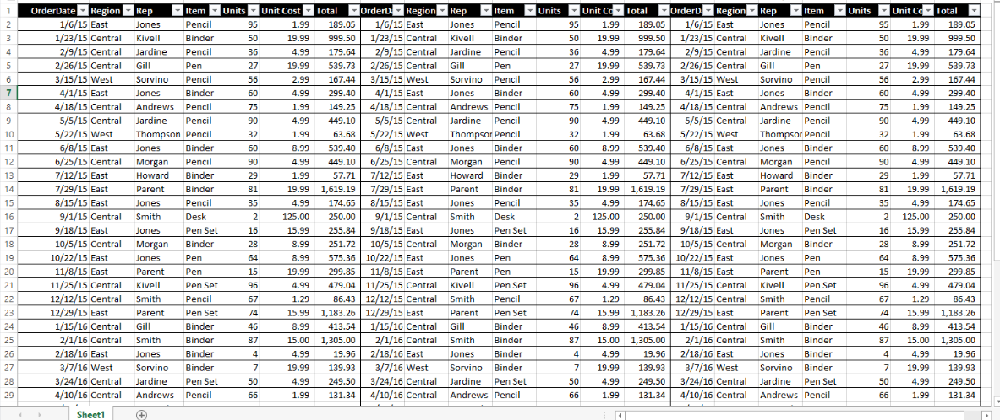 1 OrderDate Region Rep Item Units Unit Cost Total OrderDa Region Rep Item Units Unit Co Total OrderDa Region Rep Item Units Unit Co Total
2 1/6/15 East Jones Pencil 95 1.99 189.05 1/6/15 East Jones Pencil 95 1.99 189.05 1/6/15 East Jones Pencil 95 1.99 189.05
3 1/23/15 Central Kivell Binder 50 19.99 999.50 1/23/15 Central Kivell Binder 50 19.99 999.50 1/23/15 Central Kivell Binder 50 19.99 999.50
4 2/9/15 Central Jardine Pencil 36 4.99 179.64 2/9/15 Central Jardine Pencil 36 4.99 179.64 2/9/15 Central Jardine Pencil 36 4.99 179.64
5 2/26/15 Central Gill Pen 27 19.99 539.73 2/26/15 Central Gill Pen 27 19.99 539.73 2/26/15 Central Gill Pen 27 19.99 539.73
6 3/15/15 West Sorvino Pencil 56 2.99 167.44 3/15/15 West Sorvino Pencil 56 2.99 167.44 3/15/15 West Sorvino Pencil 56 2.99 167.44
7 4/1/15 East Jones Binder 60 4.99 299.40 4/1/15 East Jones Binder 60 4.99 299.40 4/1/15 East Jones Binder 60 4.99 299.40
8 4/18/15 Central Andrews Pencil 75 1.99 149.25 4/18/15 Central Andrews Pencil 75 1.99 149.25 4/18/15 Central Andrews Pencil 75 1.99 149.25
9 5/5/15 Central Jardine Pencil 90 4.99 449.10 5/5/15 Central Jardine Pencil 90 4.99 449.10 5/5/15 Central Jardine Pencil 90 4.99 449.10
10 5/22/15 West Thompson Pencil 32 1.99 63.68 5/22/15 West Thompsor Pencil 32 1.99 63.68 5/22/15 West Thompsor Pencil 32 1.99 63.68
11 6/8/15 East Jones Binder 60 8.99 539.40 6/8/15 East Jones Binder 60 8.99 539.40 6/8/15 East Jones Binder 60 8.99 539.40
12 6/25/15 Central Morgan Pencil 90 4.99 449.10 6/25/15 Central Morgan Pencil 90 4.99 449.10 6/25/15 Central Morgan Pencil 90 4.99 449.10
13 7/12/15 East Howard Binder 29 1.99 57.71 7/12/15 East Howard Binder 29 1.99 57.71 7/12/15 East Howard Binder 29 1.99 57.71
14 7/29/15 East Parent Binder 81 19.99 1,619.19 7/29/15 East Parent Binder 81 19.99 1,619.19 7/29/15 East Parent Binder 81 19.99 1,619.19
15 8/15/15 East Jones Pencil 35 4.99 174.65 8/15/15 East Jones Pencil 35 4.99 174.65 8/15/15 East Jones Pencil 35 4.99 174.65
16 9/1/15 Central Smith Desk 2 125.00 250.00 9/1/15 Central Smith Desk 2 125.00 250.00 9/1/15 Central Smith Desk 2 125.00 250.00
17 9/18/15 East Jones Pen Set 16 15.99 255.84 9/18/15 East Jones Pen Set 16 15.99 255.84 9/18/15 East Jones Pen Set 16 15.99 255.84
18 10/5/15 Central Morgan Binder 28 8.99 251.72 10/5/15 Central Morgan Binder 28 8.99 251.72 10/5/15 Central Morgan Binder 28 8.99 251.72
19 10/22/15 East Jones Pen 64 8.99 575.36 10/22/15 East Jones Pen 64 8.99 575.36 10/22/15 East Jones Pen 64 8.99 575.36
20 11/8/15 East Parent Pen 15 19.99 299.85 11/8/15 East Parent Pen 15 19.99 299.85 11/8/15 East Parent Pen 15 19.99 299.85
21 11/25/15 Central Kivell Pen Set 96 4.99 479.04 11/25/15 Central Kivell Pen Set 96 4.99 479.04 11/25/15 Central Kivell Pen Set 96 4.99 479.04
22 12/12/15 Central Smith Pencil 67 1.29 86.43 12/12/15 Central Smith Pencil 67 1.29 86.43 12/12/15 Central Smith Pencil 67 1.29 86.43
23 12/29/15 East Parent Pen Set 74 15.99 1,183.26 12/29/15 East Parent Pen Set 74 15.99 1,183.26 12/29/15 East Parent Pen Set 74 15.99 1,183.26
24 1/15/16 Central Gill Binder 46 8.99 413.54 1/15/16 Central Gill Binder 46 8.99 413.54 1/15/16 Central Gill Binder 46 8.99 413.54
25 2/1/16 Central Smith Binder 87 15.00 1,305.00 2/1/16 Central Smith Binder 87 15.00 1,305.00 2/1/16 Central Smith Binder 87 15.00 1,305.00
26 2/18/16 East Jones Binder 4 4.99 19.96 2/18/16 East Jones Binder 4 4.99 19.96 2/18/16 East Jones Binder 4 4.99 19.96
27 3/7/16 West Sorvino Binder 7 19.99 139.93 3/7/16 West Sorvino Binder 7 19.99 139.93 3/7/16 West Sorvino Binder 7 19.99 139.93
28 3/24/16 Central Jardine Pen Set 50 4.99 249.50 3/24/16 Central Jardine Pen Set 50 4.99 249.50 3/24/16 Central Jardine Pen Set 50 4.99 249.50
29 4/10/16 Central Andrews Pencil 66 1.99 131.34 4/10/16 Central Andrews Pencil 66 1.99 131.34 4/10/16 Central Andrews Pencil 66 1.99 131.34
Sheet1